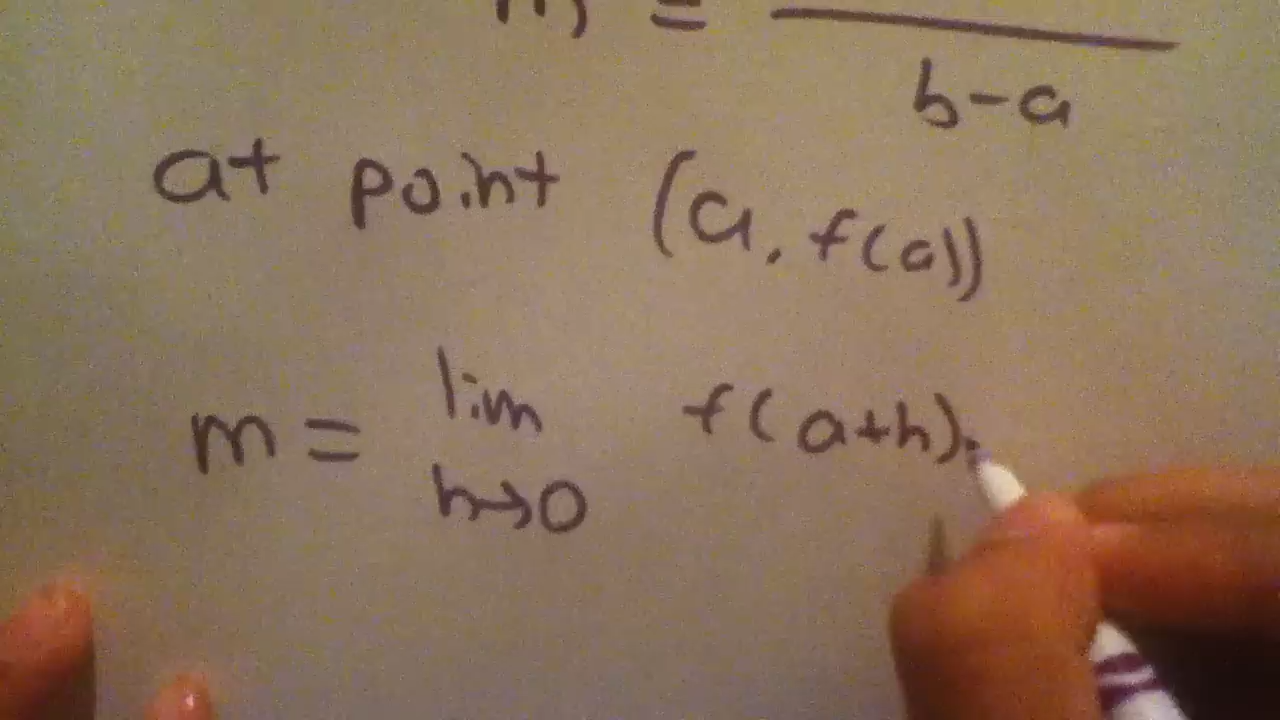 m =
b-a
at point (a, f(a))
m = lim f(a+h)
h→0